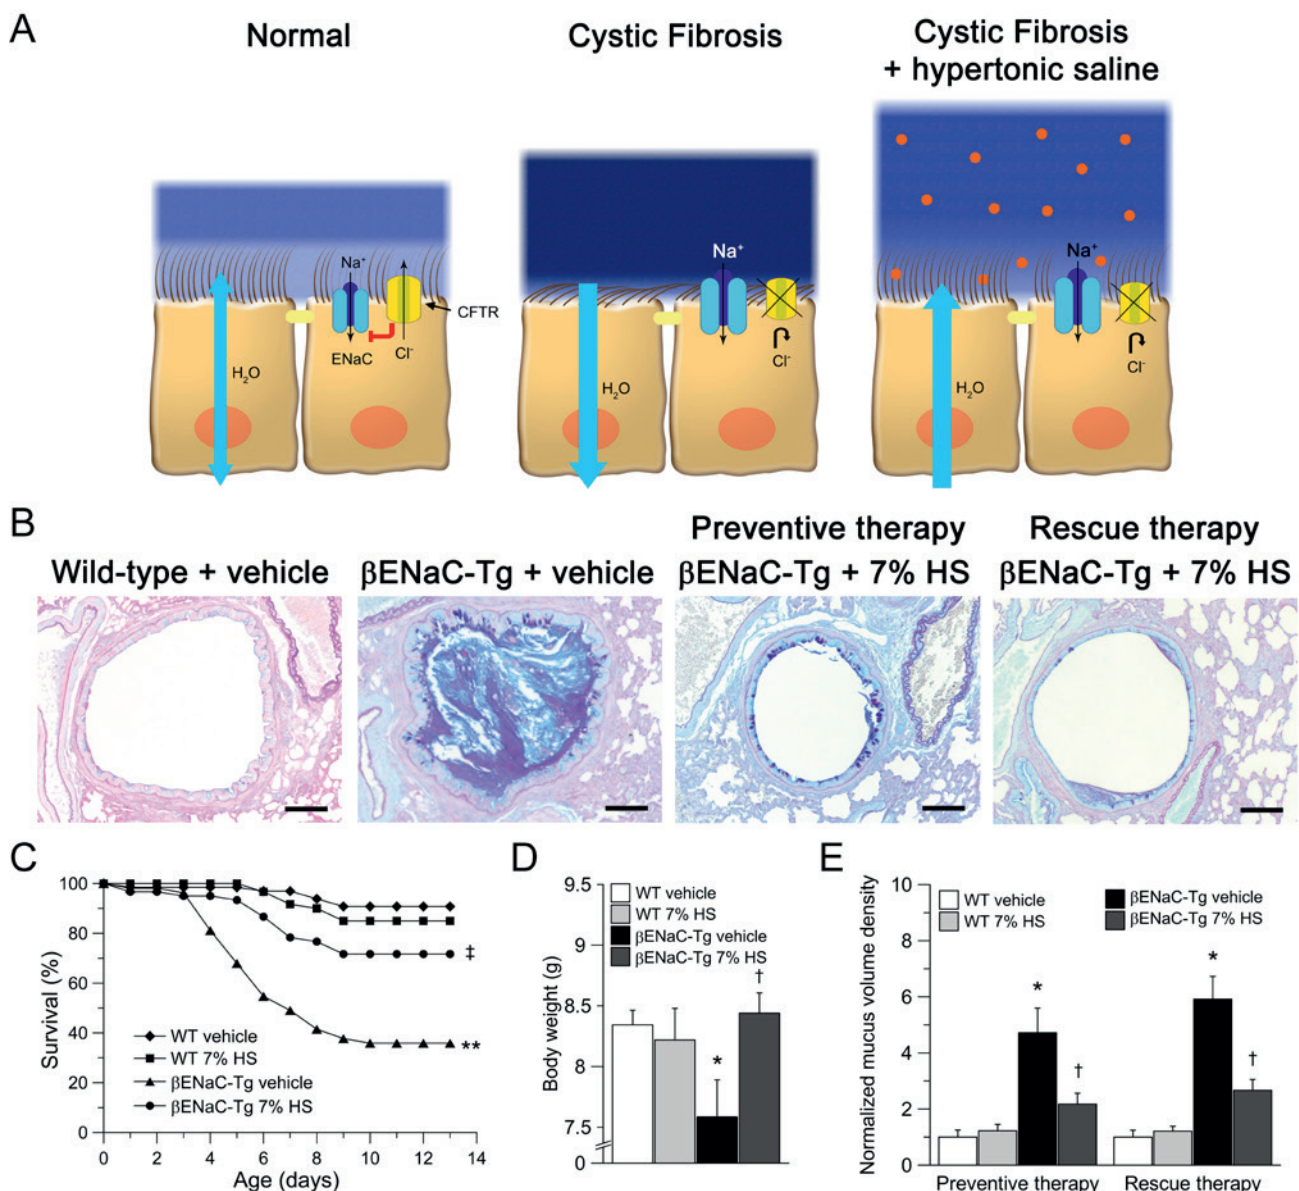 A
Normal
Cystic Fibrosis
Cystic Fibrosis
+ hypertonic saline
Na⁺
CFTR
ENaC
Cl⁻
H₂O
Na⁺
Cl⁻
H₂O
Na⁺
Cl⁻
H₂O
B
Preventive therapy
Rescue therapy
Wild-type + vehicle
βENaC-Tg + vehicle
βENaC-Tg + 7% HS
βENaC-Tg + 7% HS
C
Survival (%)
100
80
60
40
20
0
‡
**
WT vehicle
WT 7% HS
βENaC-Tg vehicle
βENaC-Tg 7% HS
0 2 4 6 8 10 12 14
Age (days)
D
Body weight (g)
9.5
9
8.5
8
7.5
0
WT vehicle
WT 7% HS
βENaC-Tg vehicle
βENaC-Tg 7% HS
*
†
E
Normalized mucus volume density
10
8
6
4
2
0
WT vehicle
WT 7% HS
βENaC-Tg vehicle
βENaC-Tg 7% HS
*
†
*
†
Preventive therapy
Rescue therapy